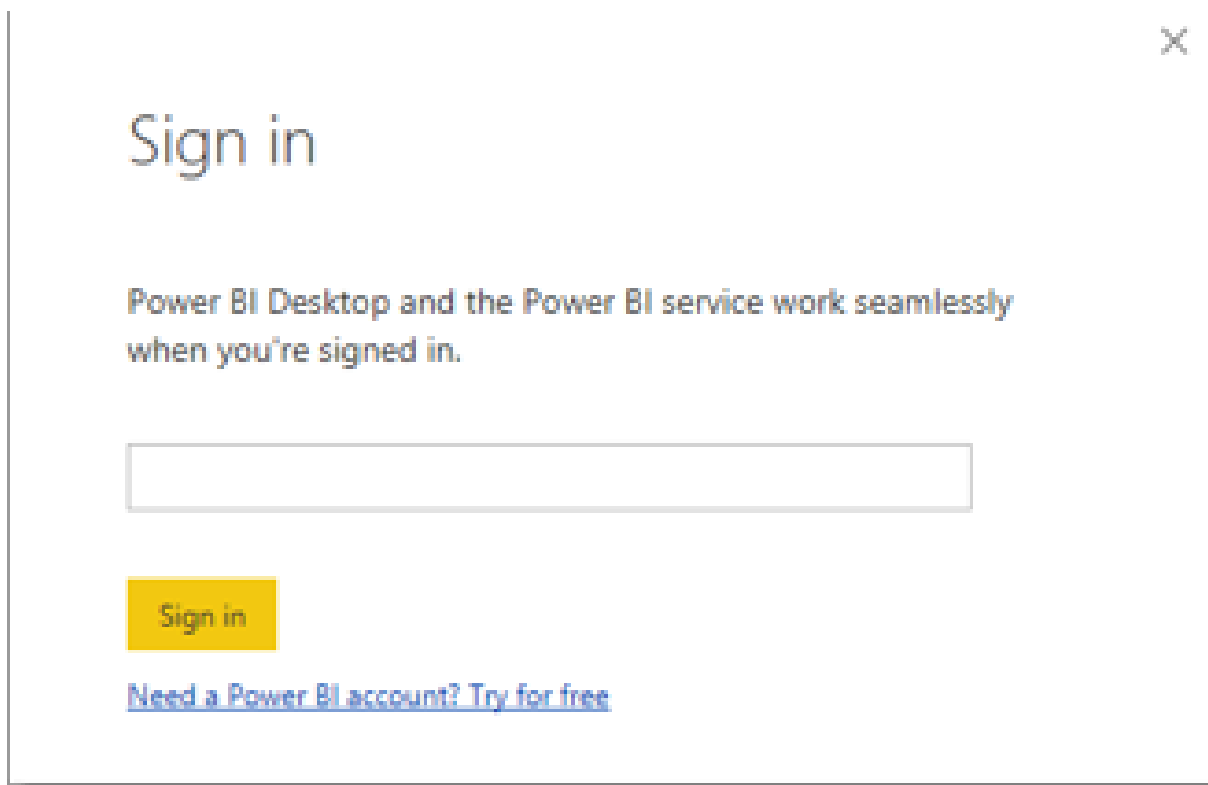 Sign in
Power BI Desktop and the Power BI service work seamlessly
when you're signed in.
Sign in
Need a Power BI account? Try for free